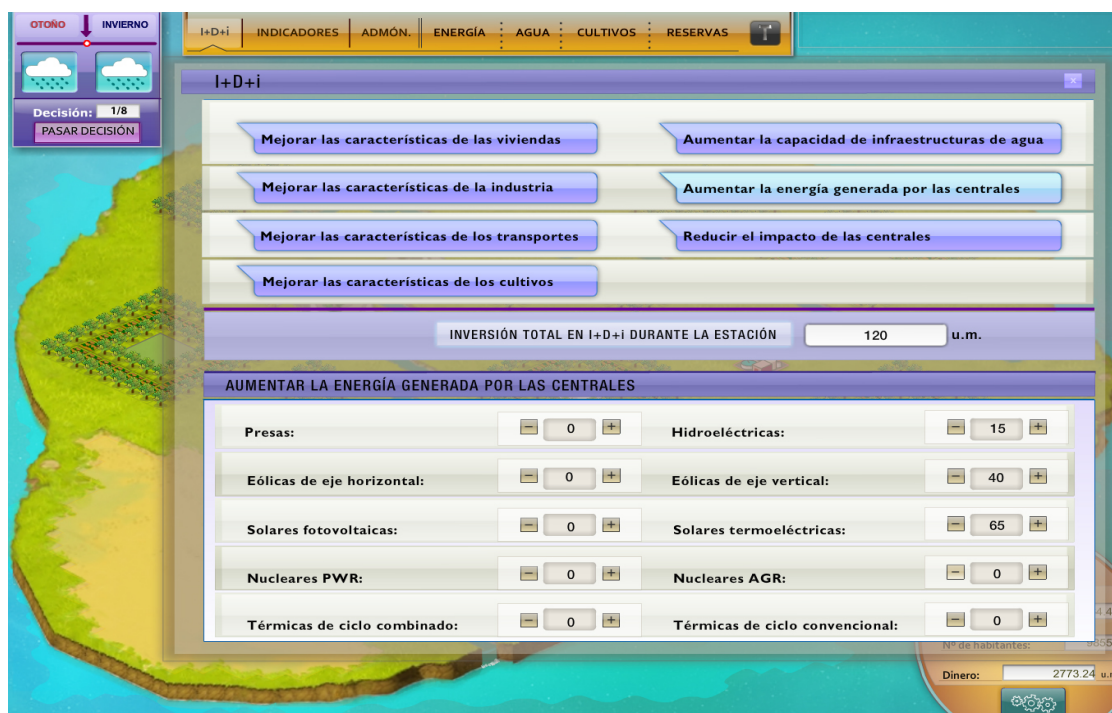 OTOÑO INVIERNO
Decisión: 1/8
PASAR DECISIÓN
I+D+i INDICADORES ADMÓN. ENERGÍA AGUA CULTIVOS RESERVAS
I+D+i
Mejorar las características de las viviendas Aumentar la capacidad de infraestructuras de agua
Mejorar las características de la industria Aumentar la energía generada por las centrales
Mejorar las características de los transportes Reducir el impacto de las centrales
Mejorar las características de los cultivos
INVERSIÓN TOTAL EN I+D+i DURANTE LA ESTACIÓN 120 u.m.
AUMENTAR LA ENERGÍA GENERADA POR LAS CENTRALES
Presas: - 0 + Hidroeléctricas: - 15 +
Eólicas de eje horizontal: - 0 + Eólicas de eje vertical: - 40 +
Solares fotovoltaicas: - 0 + Solares termoeléctricas: - 65 +
Nucleares PWR: - 0 + Nucleares AGR: - 0 +
Térmicas de ciclo combinado: - 0 + Térmicas de ciclo convencional: - 0 +
Nº de habitantes:
Dinero: 2773.24